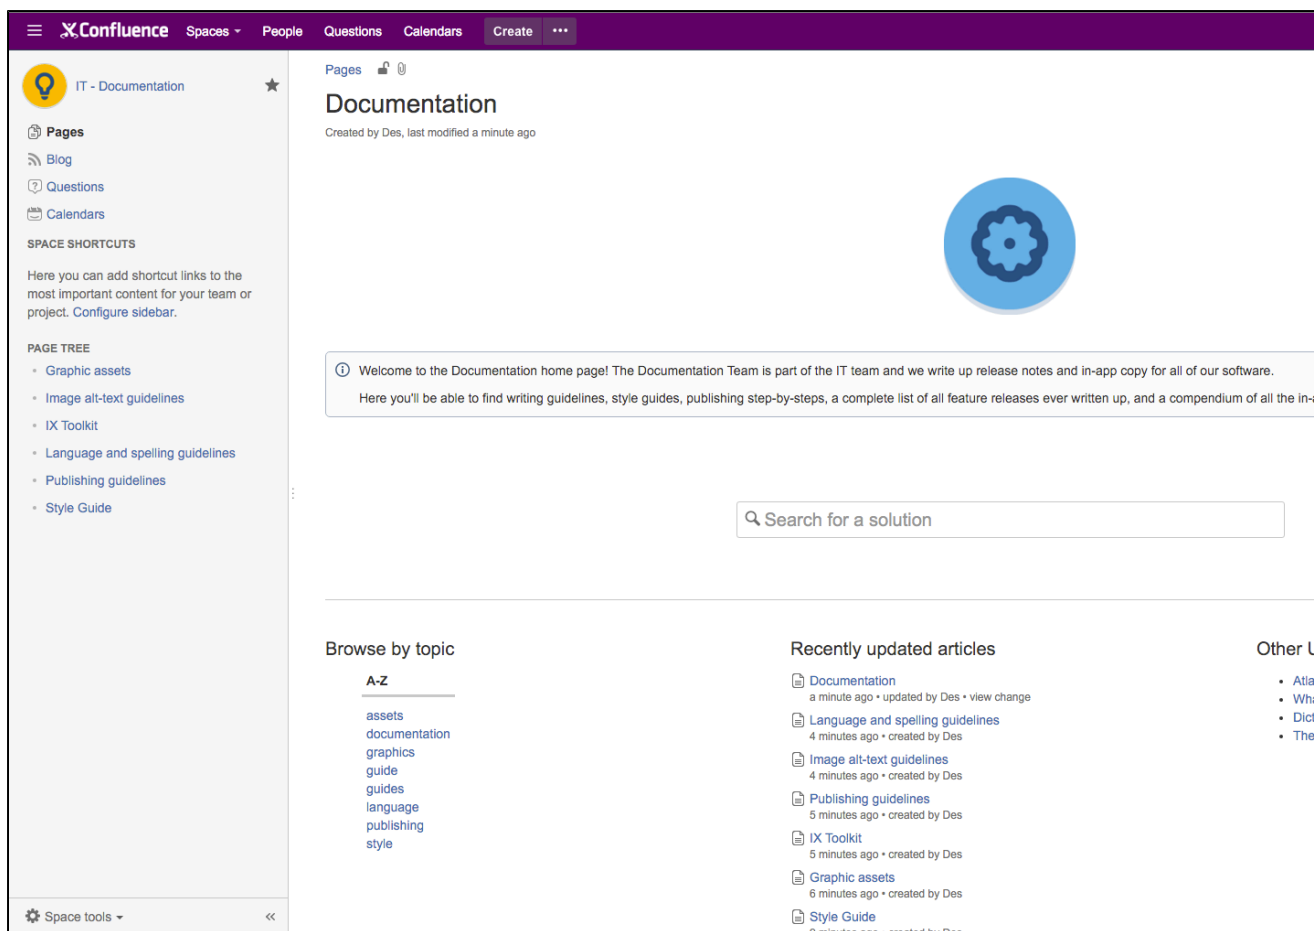 Confluence Spaces People Questions Calendars Create •••
IT - Documentation
Pages
Blog
Questions
Calendars
SPACE SHORTCUTS
Here you can add shortcut links to the
most important content for your team or
project. Configure sidebar.
PAGE TREE
Graphic assets
Image alt-text guidelines
IX Toolkit
Language and spelling guidelines
Publishing guidelines
Style Guide
Space tools
Pages
Documentation
Created by Des, last modified a minute ago
Welcome to the Documentation home page! The Documentation Team is part of the IT team and we write up release notes and in-app copy for all of our software.
Here you'll be able to find writing guidelines, style guides, publishing step-by-steps, a complete list of all feature releases ever written up, and a compendium of all the
Search for a solution
Browse by topic
A-Z
assets
documentation
graphics
guide
guides
language
publishing
style
Recently updated articles
Documentation
a minute ago • updated by Des • view change
Language and spelling guidelines
4 minutes ago • created by Des
Image alt-text guidelines
4 minutes ago • created by Des
Publishing guidelines
5 minutes ago • created by Des
IX Toolkit
5 minutes ago • created by Des
Graphic assets
6 minutes ago • created by Des
Style Guide
Other